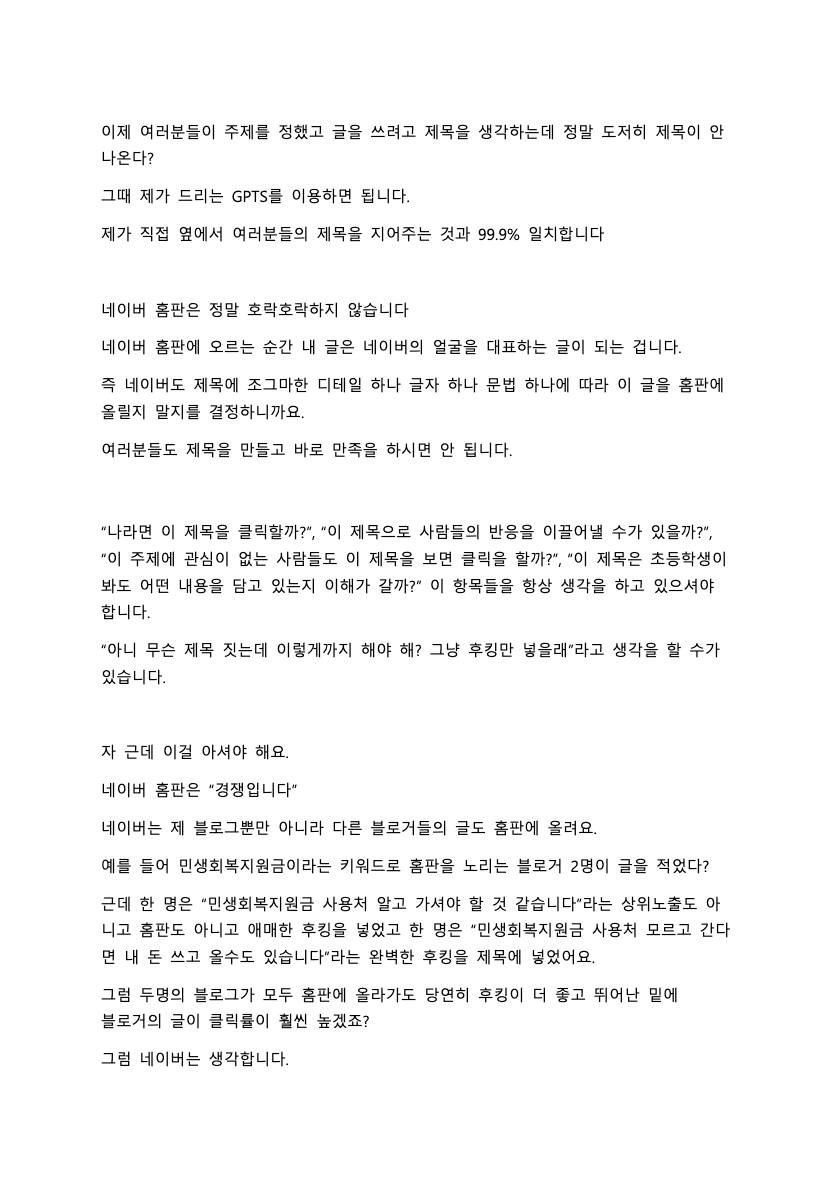 이제 여러분들이 주제를 정했고 글을 쓰려고 제목을 생각하는데 정말 도저히 제목이 안
나온다?
그때 제가 드리는 GPTS를 이용하면 됩니다.
제가 직접 옆에서 여러분들의 제목을 지어주는 것과 99.9% 일치합니다
네이버 홈판은 정말 호락호락하지 않습니다
네이버 홈판에 오르는 순간 내 글은 네이버의 얼굴을 대표하는 글이 되는 겁니다.
즉 네이버도 제목에 조그마한 디테일 하나 글자 하나 문법 하나에 따라 이 글을 홈판에
올릴지 말지를 결정하니까요.
여러분들도 제목을 만들고 바로 만족을 하시면 안 됩니다.
“나라면 이 제목을 클릭할까?”, “이 제목으로 사람들의 반응을 이끌어낼 수가 있을까?”,
“이 주제에 관심이 없는 사람들도 이 제목을 보면 클릭을 할까?”, “이 제목은 초등학생이
봐도 어떤 내용을 담고 있는지 이해가 갈까?” 이 항목들을 항상 생각을 하고 있으셔야
합니다.
“아니 무슨 제목 짓는데 이렇게까지 해야 해? 그냥 후킹만 넣을래”라고 생각을 할 수가
있습니다.
자 근데 이걸 아셔야 해요.
네이버 홈판은 “경쟁입니다”
네이버는 제 블로그뿐만 아니라 다른 블로거들의 글도 홈판에 올려요.
예를 들어 민생회복지원금이라는 키워드로 홈판을 노리는 블로거 2명이 글을 적었다?
근데 한 명은 “민생회복지원금 사용처 알고 가셔야 할 것 같습니다”라는 상위노출도 아
니고 홈판도 아니고 애매한 후킹을 넣었고 한 명은 “민생회복지원금 사용처 모르고 간다
면 내 돈 쓰고 올수도 있습니다”라는 완벽한 후킹을 제목에 넣었어요.
그럼 두명의 블로그가 모두 홈판에 올라가도 당연히 후킹이 더 좋고 뛰어난 밑에
블로거의 글이 클릭률이 훨씬 높겠죠?
그럼 네이버는 생각합니다.